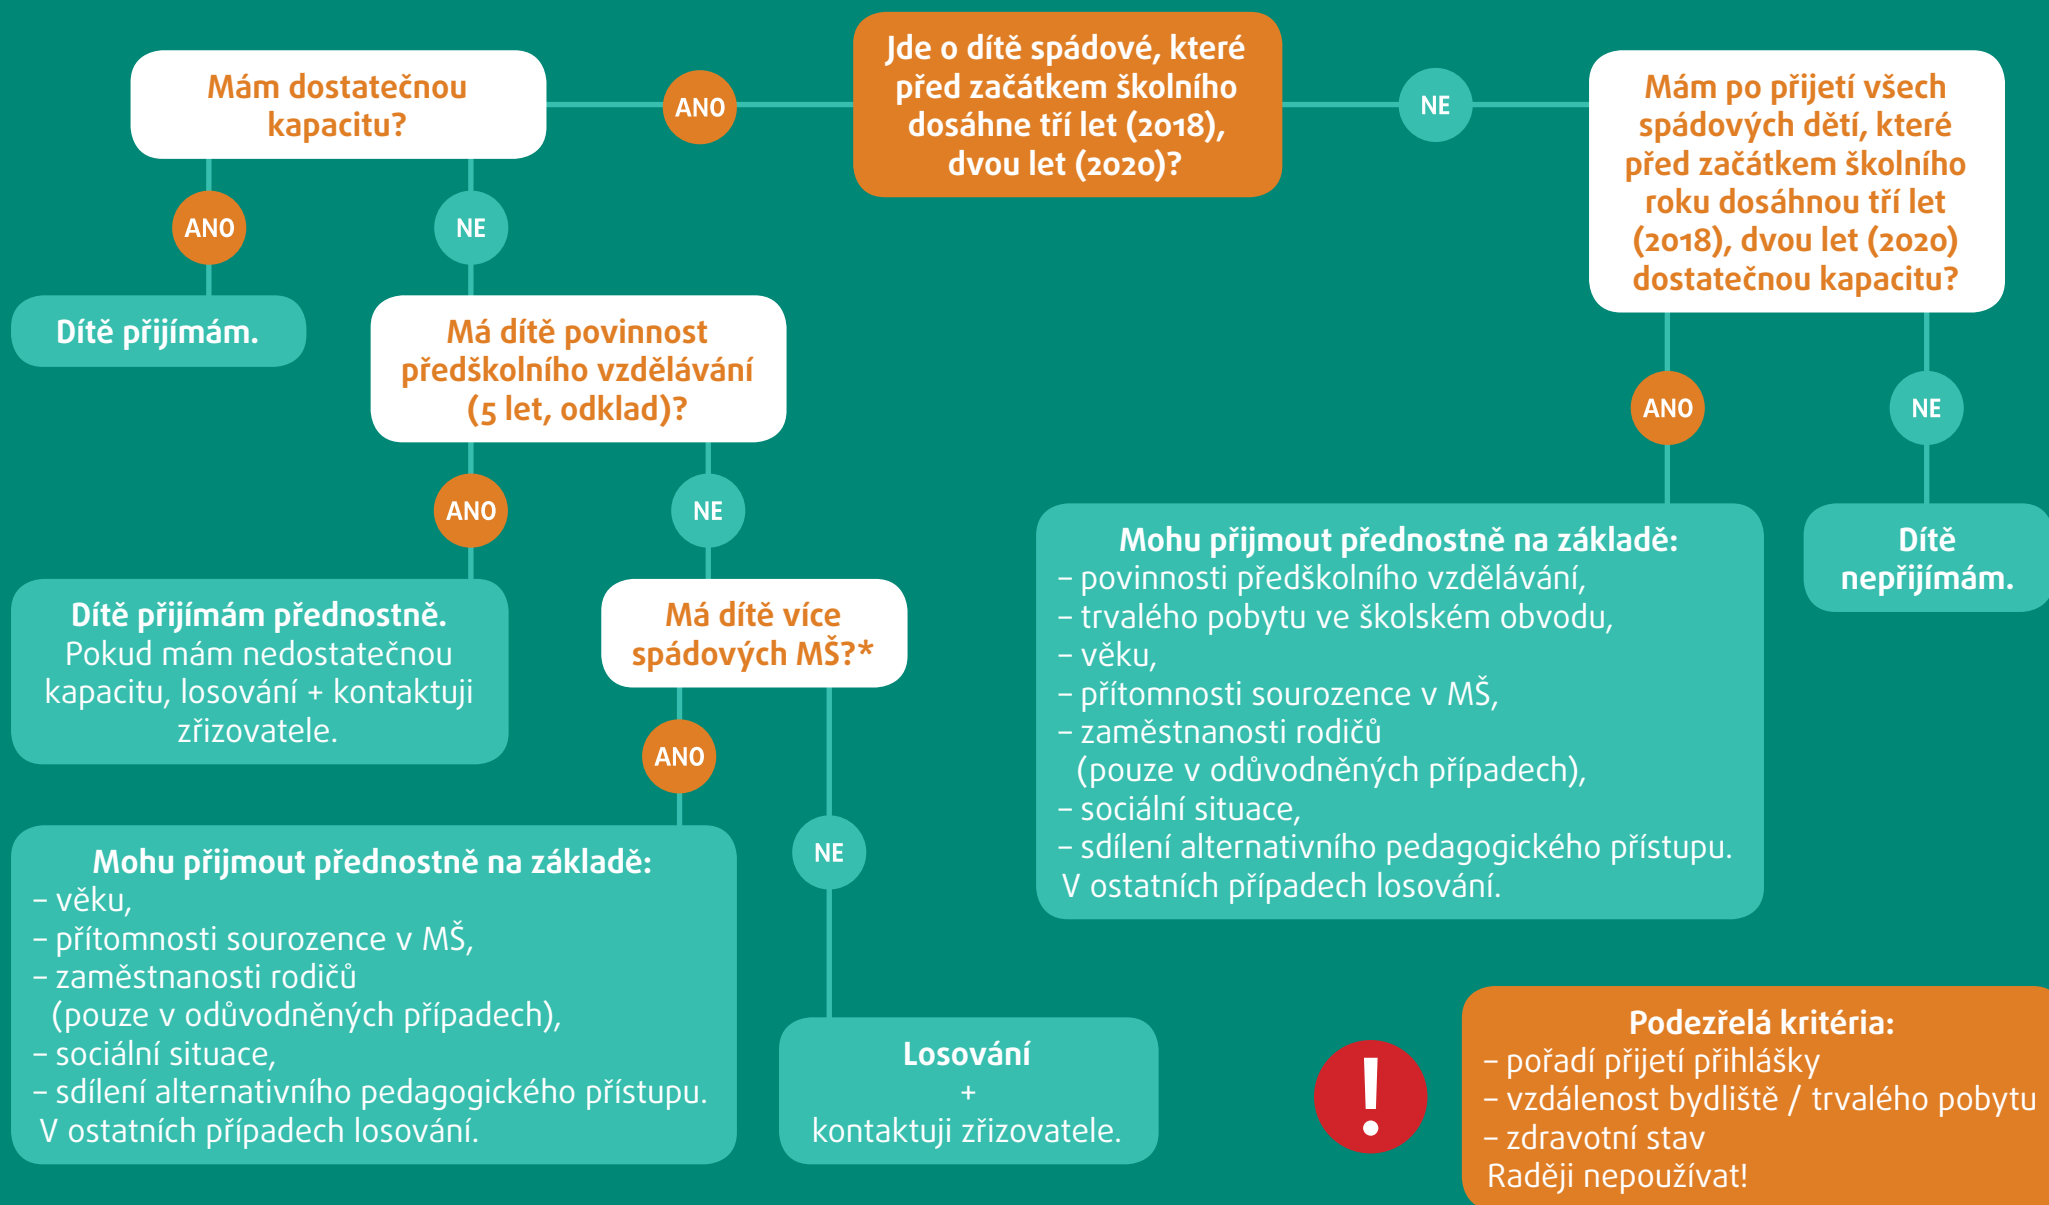 Jde o dítě spádové, které
před začátkem školního
dosáhne tří let (2018),
dvou let (2020)?
ANO
NE
Mám dostatečnou
kapacitu?
ANO
NE
Dítě přijímám.
Má dítě povinnost
předškolního vzdělávání
(5 let, odklad)?
ANO
NE
Dítě přijímám přednostně.
Pokud mám nedostatečnou
kapacitu, losování + kontaktuji
zřizovatele.
Má dítě více
spádových MŠ?*
ANO
NE
Mohu přijmout přednostně na základě:
– věku,
– přítomnosti sourozence v MŠ,
– zaměstnanosti rodičů
(pouze v odůvodněných případech),
– sociální situace,
– sdílení alternativního pedagogického přístupu.
V ostatních případech losování.
Losování
+
kontaktuji zřizovatele.
Mám po přijetí všech
spádových dětí, které
před začátkem školního
roku dosáhnou tří let
(2018), dvou let (2020)
dostatečnou kapacitu?
ANO
NE
Mohu přijmout přednostně na základě:
– povinnosti předškolního vzdělávání,
– trvalého pobytu ve školském obvodu,
– věku,
– přítomnosti sourozence v MŠ,
– zaměstnanosti rodičů
(pouze v odůvodněných případech),
– sociální situace,
– sdílení alternativního pedagogického přístupu.
V ostatních případech losování.
Dítě
nepřijímám.
!
Podezřelá kritéria:
– pořadí přijetí přihlášky
– vzdálenost bydliště / trvalého pobytu
– zdravotní stav
Raději nepoužívat!